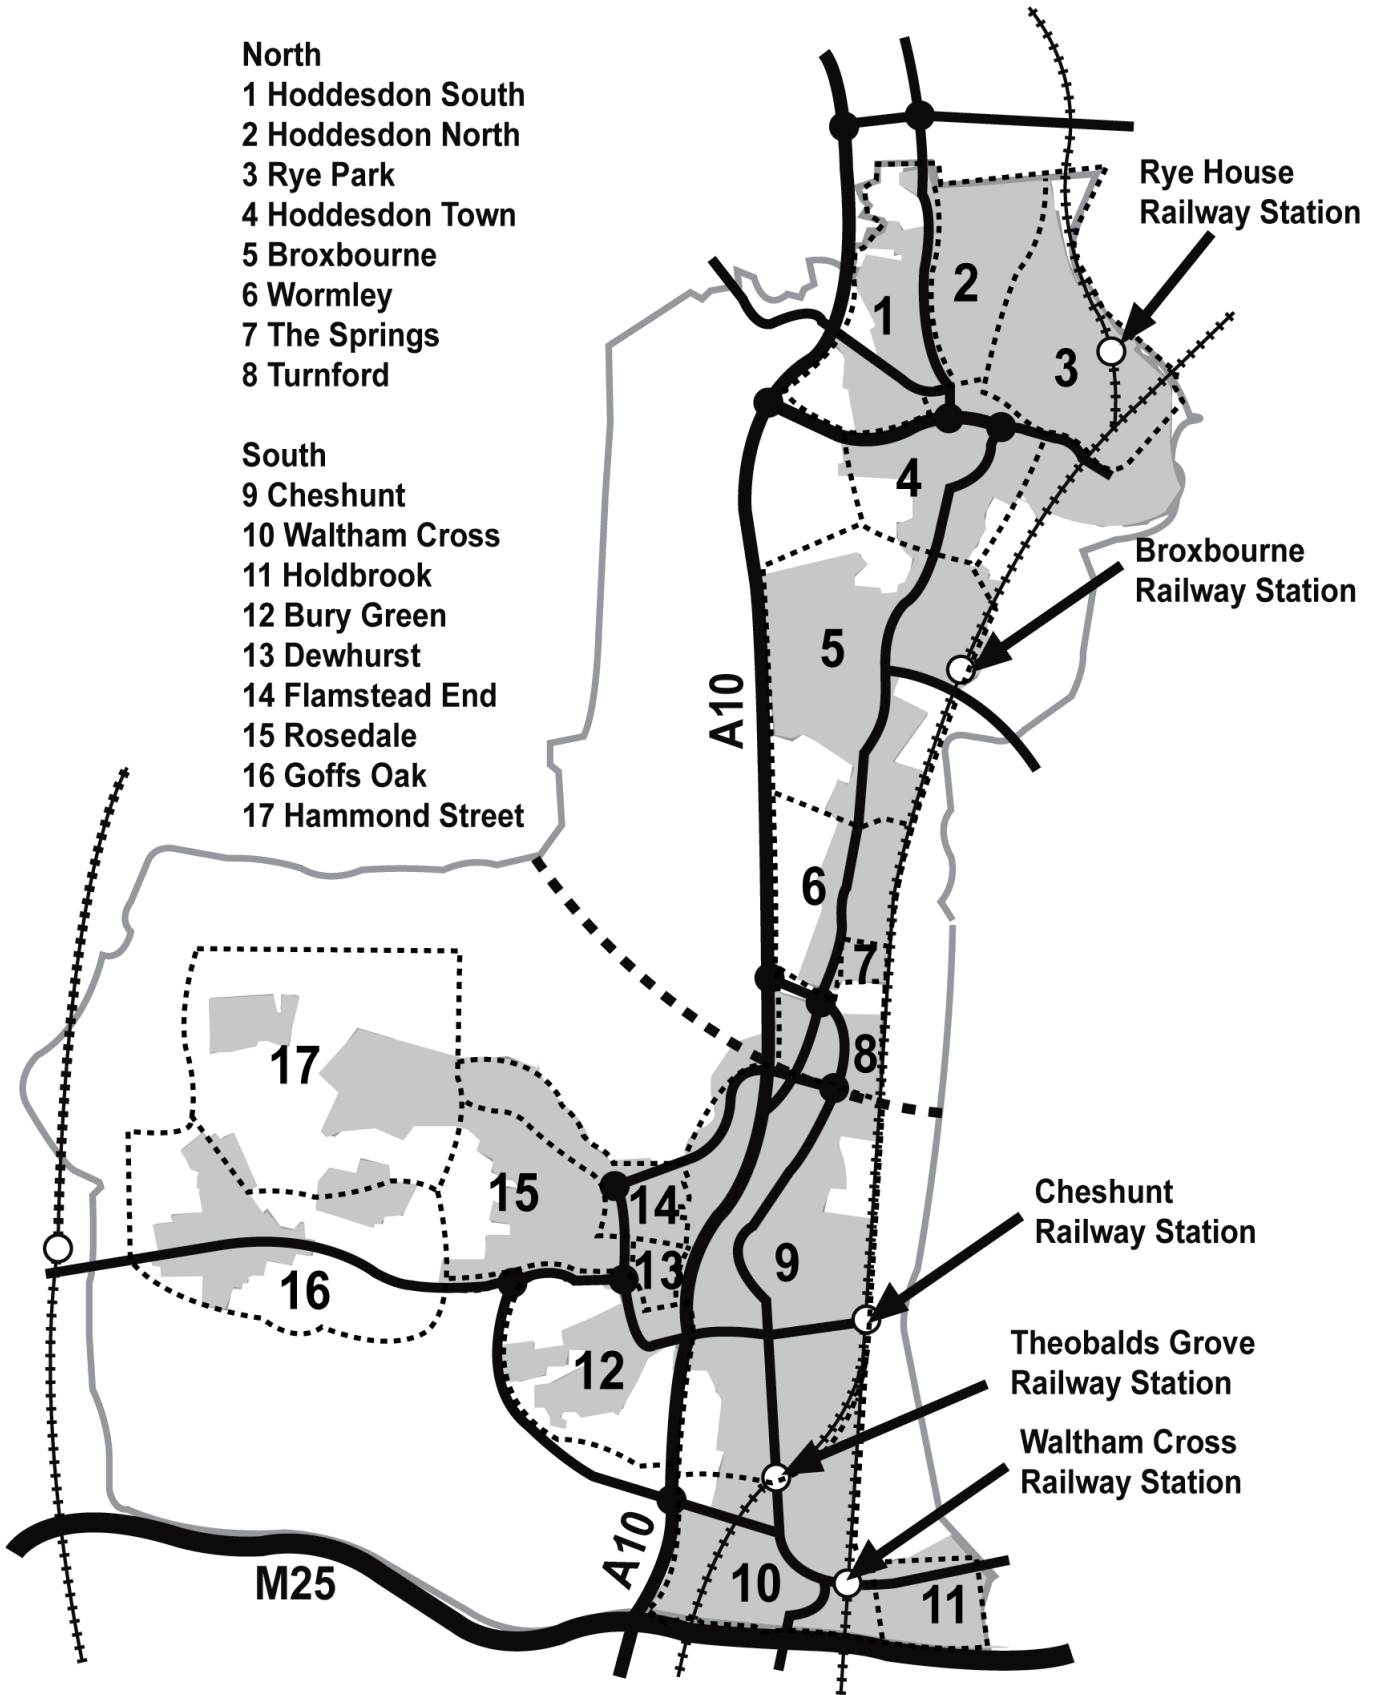 North
1 Hoddesdon South
2 Hoddesdon North
3 Rye Park
4 Hoddesdon Town
5 Broxbourne
6 Wormley
7 The Springs
8 Turnford
South
9 Cheshunt
10 Waltham Cross
11 Holdbrook
12 Bury Green
13 Dewhurst
14 Flamstead End
15 Rosedale
16 Goffs Oak
17 Hammond Street
Rye House
Railway Station
2
1
3
4
Broxbourne
Railway Station
5
A10
6
7
8
17
Cheshunt
Railway Station
15
14
9
13
16
Theobalds Grove
Railway Station
12
Waltham Cross
Railway Station
A10
M25
10
11